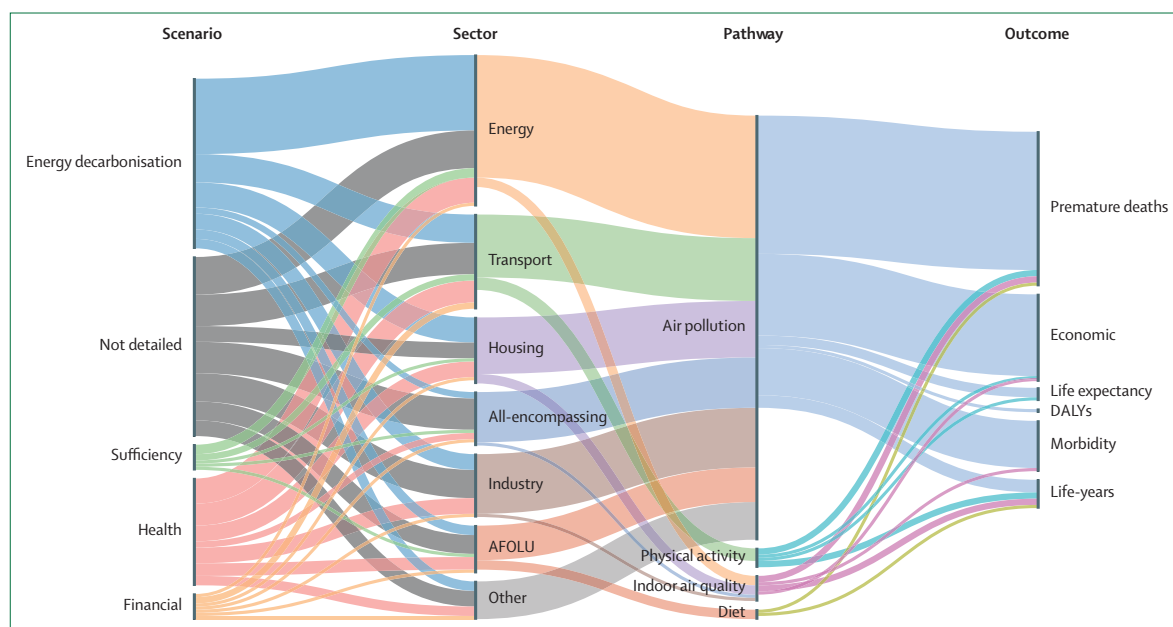 Scenario
Sector
Pathway
Outcome
Energy decarbonisation
Not detailed
Sufficiency
Health
Financial
Energy
Transport
Housing
All-encompassing
Industry
AFOLU
Other
Air pollution
Physical activity
Indoor air quality
Diet
Premature deaths
Economic
Life expectancy
DALYs
Morbidity
Life-years